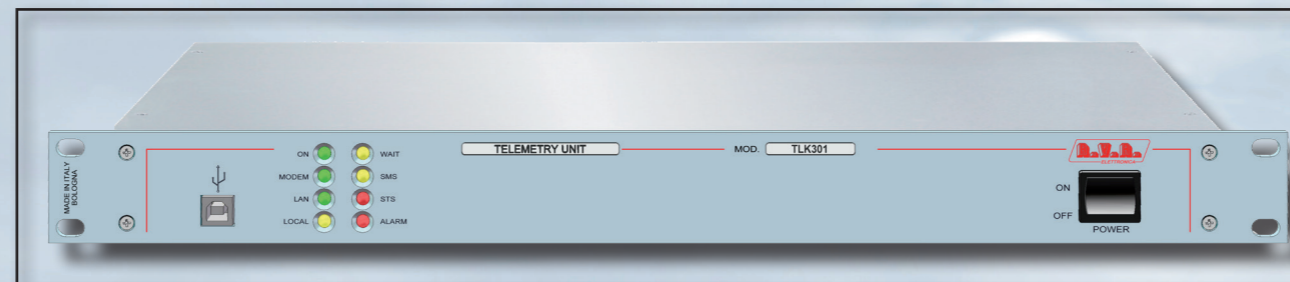 MADE IN ITALY
BOLOGNA
ON
WAIT
MODEM
SMS
LAN
STS
LOCAL
ALARM
TELEMETRY UNIT
MOD.
TLK301
R.V.R.
ELETTRONICA
ON
OFF
POWER